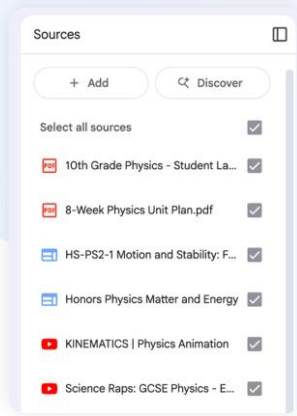 Sources
+ Add
Discover
Select all sources
PDF 10th Grade Physics - Student La...
PDF 8-Week Physics Unit Plan.pdf
HS-PS2-1 Motion and Stability: F...
Honors Physics Matter and Energy
KINEMATICS | Physics Animation
Science Raps: GCSE Physics - E...